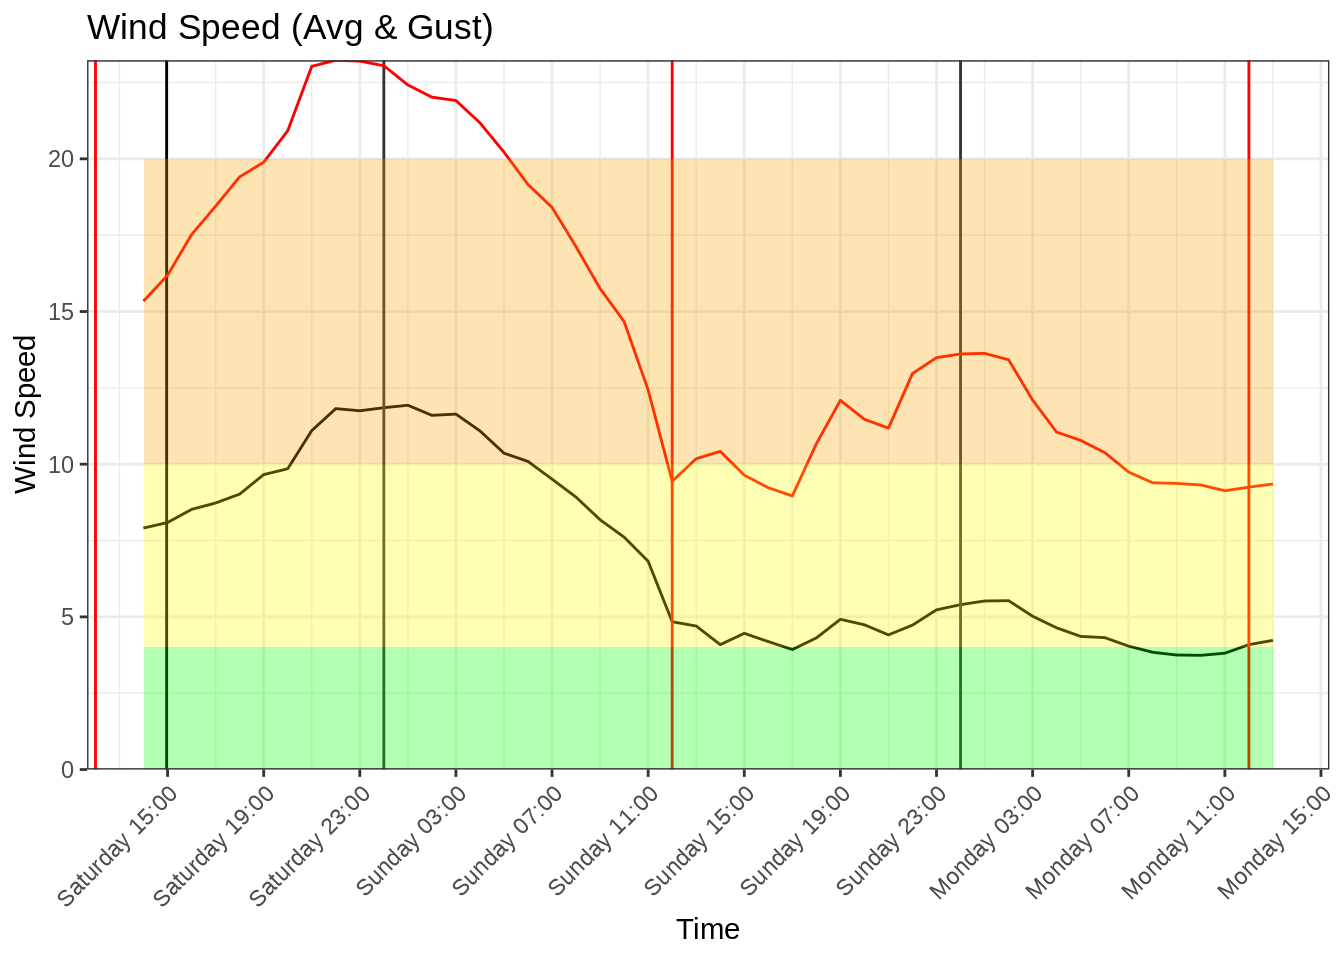 Wind Speed (Avg & Gust)
Wind Speed
20
15
10
5
0
Saturday 15:00
Saturday 19:00
Saturday 23:00
Sunday 03:00
Sunday 07:00
Sunday 11:00
Sunday 15:00
Sunday 19:00
Sunday 23:00
Monday 03:00
Monday 07:00
Monday 11:00
Monday 15:00
Time